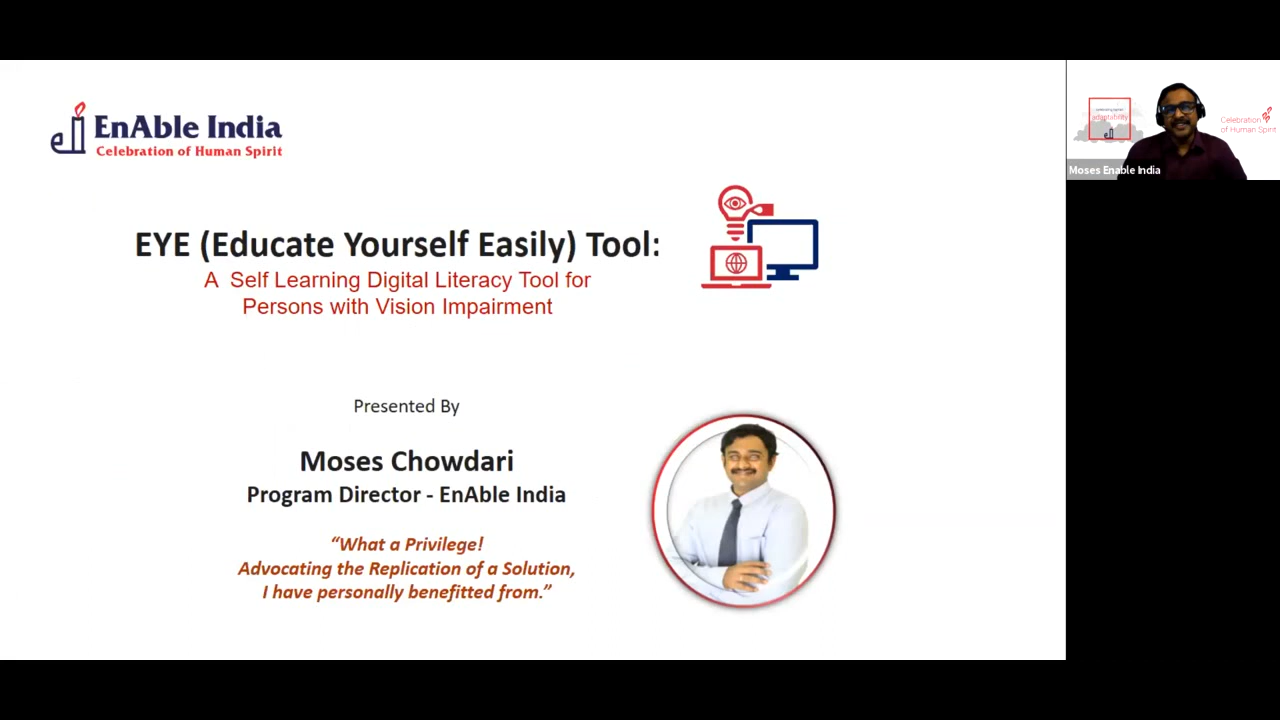 EnAble India
Celebration of Human Spirit
EYE (Educate Yourself Easily) Tool:
A Self Learning Digital Literacy Tool for
Persons with Vision Impairment
Presented By
Moses Chowdari
Program Director - EnAble India
“What a Privilege!
Advocating the Replication of a Solution,
I have personally benefitted from.”
adaptability
Celebration
of Human Spirit
Moses Enable India